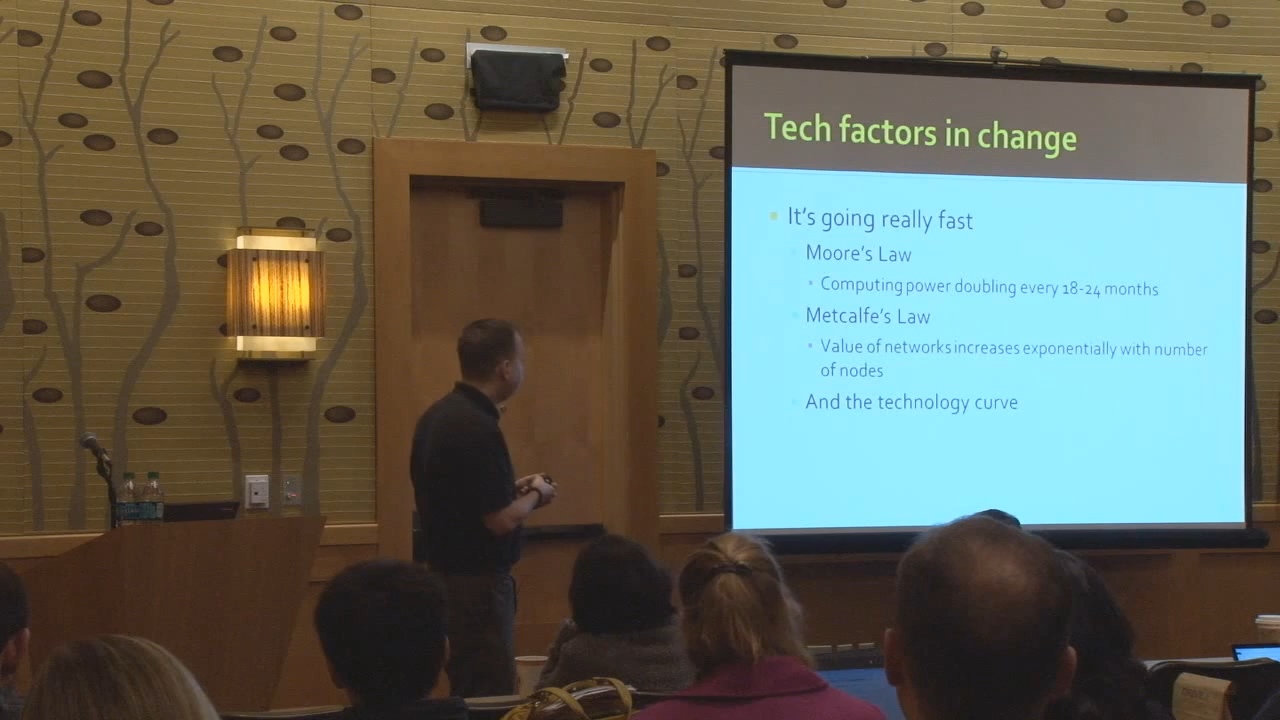 Tech factors in change
It's going really fast
Moore's Law
Computing power doubling every 18-24 months
Metcalfe's Law
Value of networks increases exponentially with number
of nodes
And the technology curve